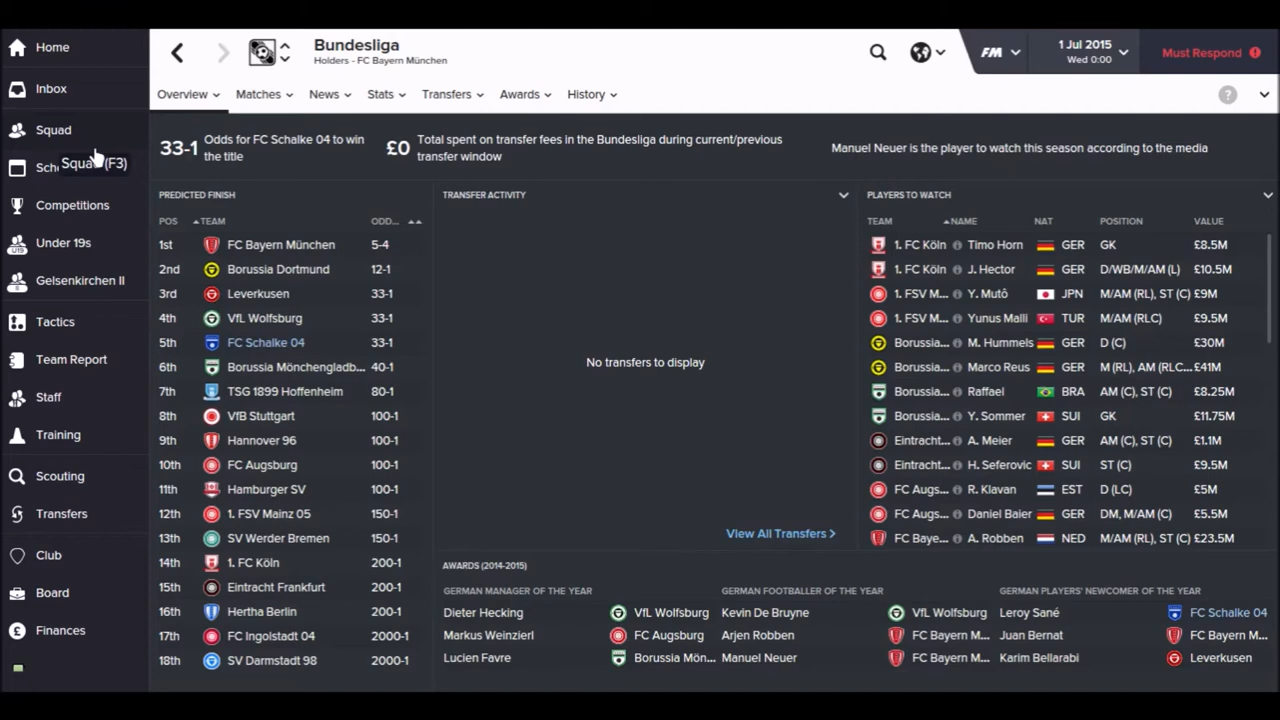 Home
Inbox
Squad
Squad (F3)
Competitions
Under 19s
Gelsenkirchen II
Tactics
Team Report
Staff
Training
Scouting
Transfers
Club
Board
Finances
Bundesliga
Holders - FC Bayern München
FM
1 Jul 2015
Wed 0:00
Must Respond
Overview Matches News Stats Transfers Awards History
33-1 Odds for FC Schalke 04 to win the title
£0 Total spent on transfer fees in the Bundesliga during current/previous transfer window
Manuel Neuer is the player to watch this season according to the media
PREDICTED FINISH
POS TEAM ODD...
1st FC Bayern München 5-4
2nd Borussia Dortmund 12-1
3rd Leverkusen 33-1
4th VfL Wolfsburg 33-1
5th FC Schalke 04 33-1
6th Borussia Mönchengladb... 40-1
7th TSG 1899 Hoffenheim 80-1
8th VfB Stuttgart 100-1
9th Hannover 96 100-1
10th FC Augsburg 100-1
11th Hamburger SV 100-1
12th 1. FSV Mainz 05 150-1
13th SV Werder Bremen 150-1
14th 1. FC Köln 200-1
15th Eintracht Frankfurt 200-1
16th Hertha Berlin 200-1
17th FC Ingolstadt 04 2000-1
18th SV Darmstadt 98 2000-1
TRANSFER ACTIVITY
No transfers to display
View All Transfers >
PLAYERS TO WATCH
TEAM NAME NAT POSITION VALUE
1. FC Köln Timo Horn GER GK £8.5M
1. FC Köln J. Hector GER D/WB/M/AM (L) £10.5M
1. FSV M... Y. Mutō JPN M/AM (RL), ST (C) £9M
1. FSV M... Yunus Malli TUR M/AM (RLC) £9.5M
Borussia... M. Hummels GER D (C) £30M
Borussia... Marco Reus GER M (RL), AM (RLC... £41M
Borussia... Raffael BRA AM (C), ST (C) £8.25M
Borussia... Y. Sommer SUI GK £11.75M
Eintracht... A. Meier GER AM (C), ST (C) £1.1M
Eintracht... H. Seferovic SUI ST (C) £9.5M
FC Augs... R. Klavan EST D (LC) £5M
FC Augs... Daniel Baier GER DM, M/AM (C) £5.5M
FC Baye... A. Robben NED M/AM (RL), ST (C) £23.5M
AWARDS (2014-2015)
GERMAN MANAGER OF THE YEAR
Dieter Hecking VfL Wolfsburg
Markus Weinzierl FC Augsburg
Lucien Favre Borussia Mön...
GERMAN FOOTBALLER OF THE YEAR
Kevin De Bruyne VfL Wolfsburg
Arjen Robben FC Bayern M...
Manuel Neuer FC Bayern M...
GERMAN PLAYERS' NEWCOMER OF THE YEAR
Leroy Sané FC Schalke 04
Juan Bernat FC Bayern M...
Karim Bellarabi Leverkusen